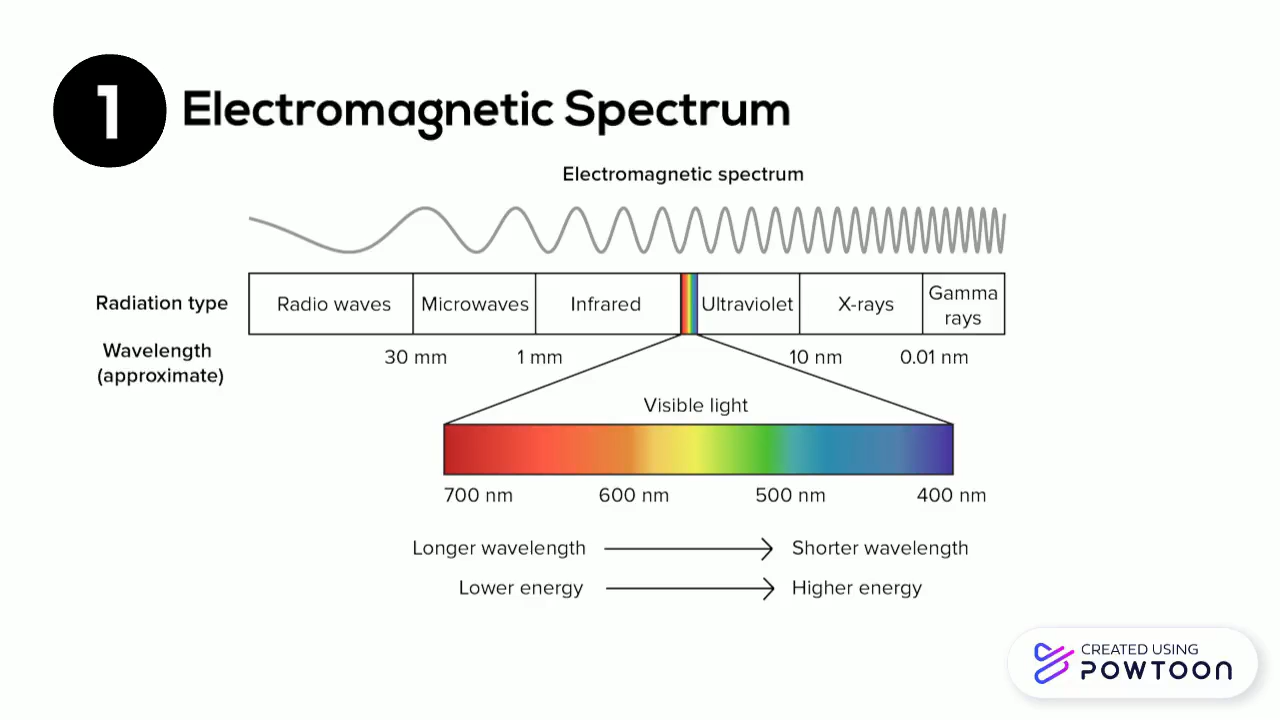 1
Electromagnetic Spectrum
Electromagnetic spectrum
Radiation type
Radio waves
Microwaves
Infrared
Ultraviolet
X-rays
Gamma
rays
Wavelength
(approximate)
30 mm
1 mm
10 nm
0.01 nm
Visible light
700 nm
600 nm
500 nm
400 nm
Longer wavelength
Shorter wavelength
Lower energy
Higher energy
CREATED USING
POWTOON